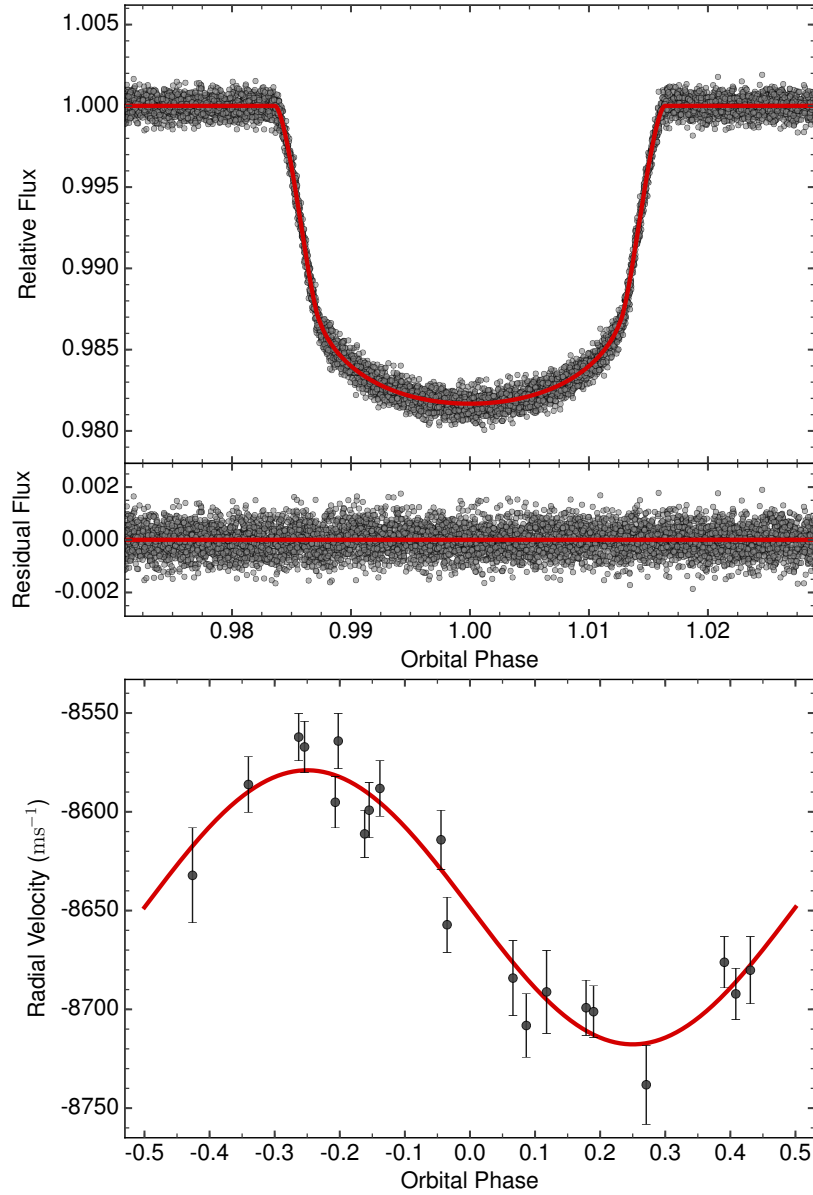 1.005
1.000
0.995
0.990
0.985
0.980
Relative Flux
0.002
0.000
-0.002
Residual Flux
0.98 0.99 1.00 1.01 1.02
Orbital Phase
-8550
-8600
-8650
-8700
-8750
Radial Velocity (ms⁻¹)
-0.5 -0.4 -0.3 -0.2 -0.1 0.0 0.1 0.2 0.3 0.4 0.5
Orbital Phase